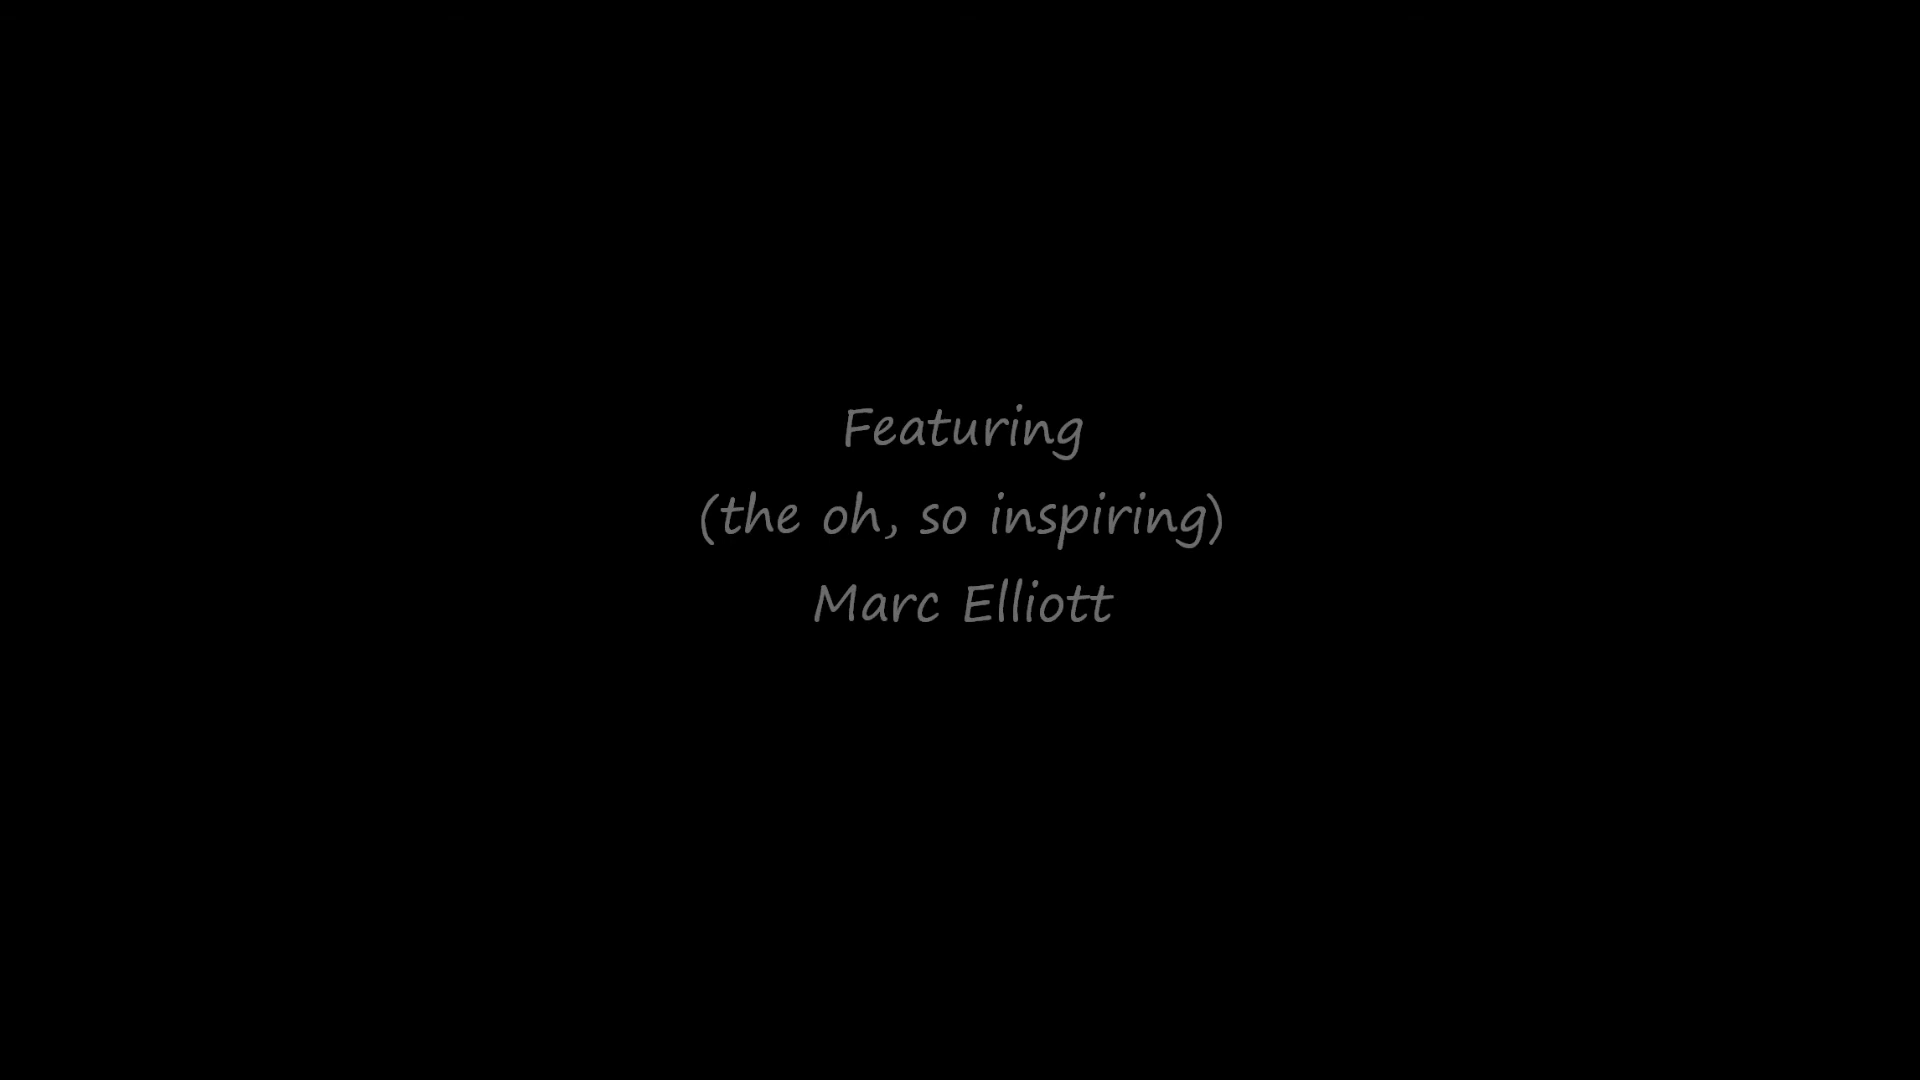 Featuring
(the oh, so inspiring)
Marc Elliott